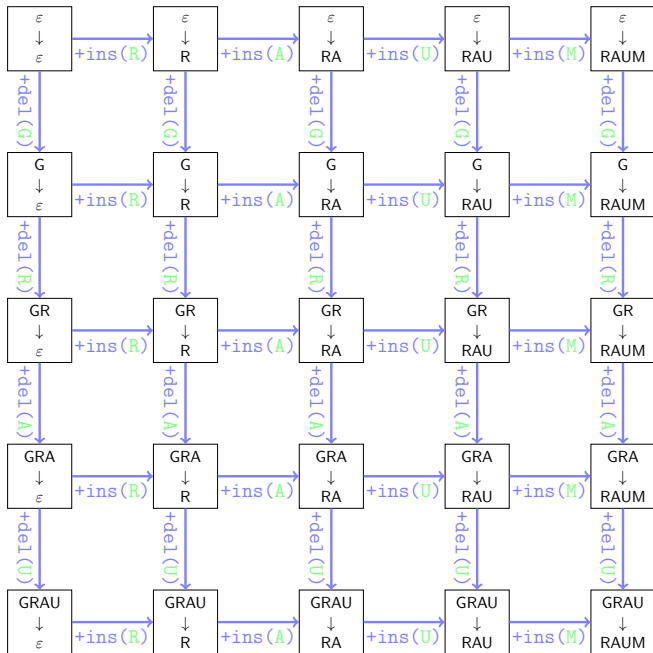 ε ε ε ε ε
↓ +ins(R) ↓ +ins(A) ↓ +ins(U) ↓ +ins(M) ↓
ε R RA RAU RAUM
+del(G) +del(G) +del(G) +del(G) +del(G)
G G G G G
↓ +ins(R) ↓ +ins(A) ↓ +ins(U) ↓ +ins(M) ↓
ε R RA RAU RAUM
+del(R) +del(R) +del(R) +del(R) +del(R)
GR GR GR GR GR
↓ +ins(R) ↓ +ins(A) ↓ +ins(U) ↓ +ins(M) ↓
ε R RA RAU RAUM
+del(A) +del(A) +del(A) +del(A) +del(A)
GRA GRA GRA GRA GRA
↓ +ins(R) ↓ +ins(A) ↓ +ins(U) ↓ +ins(M) ↓
ε R RA RAU RAUM
+del(U) +del(U) +del(U) +del(U) +del(U)
GRAU GRAU GRAU GRAU GRAU
↓ +ins(R) ↓ +ins(A) ↓ +ins(U) ↓ +ins(M) ↓
ε R RA RAU RAUM